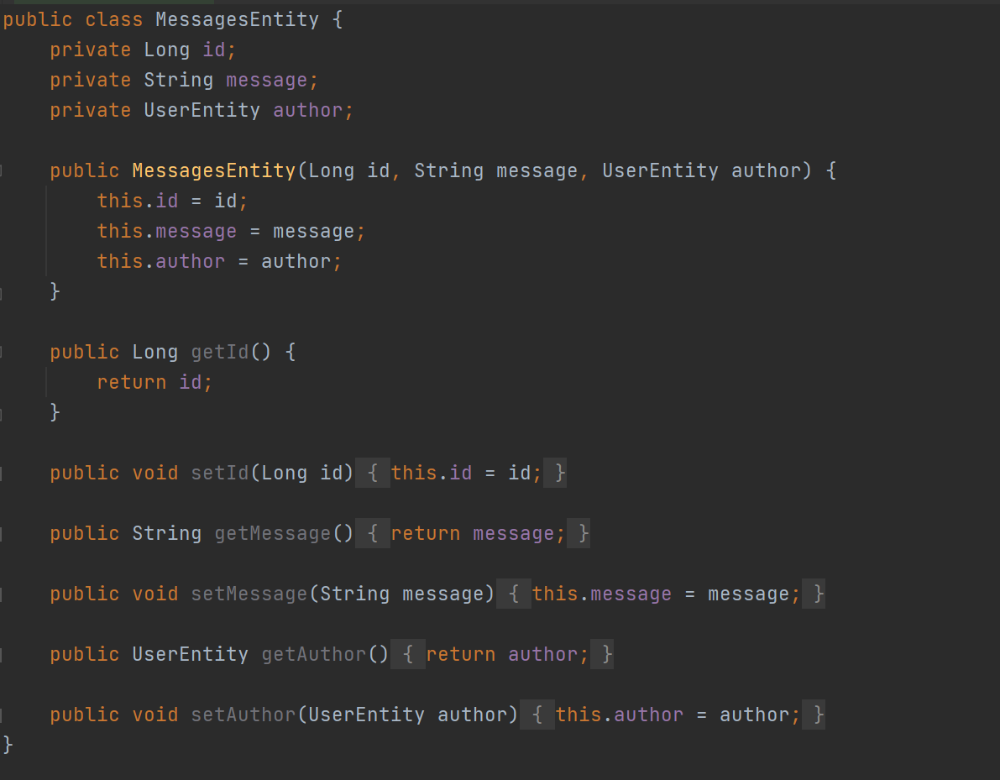 public class MessagesEntity {
    private Long id;
    private String message;
    private UserEntity author;

    public MessagesEntity(Long id, String message, UserEntity author) {
        this.id = id;
        this.message = message;
        this.author = author;
    }

    public Long getId() {
        return id;
    }

    public void setId(Long id) { this.id = id; }

    public String getMessage() { return message; }

    public void setMessage(String message) { this.message = message; }

    public UserEntity getAuthor() { return author; }

    public void setAuthor(UserEntity author) { this.author = author; }
}